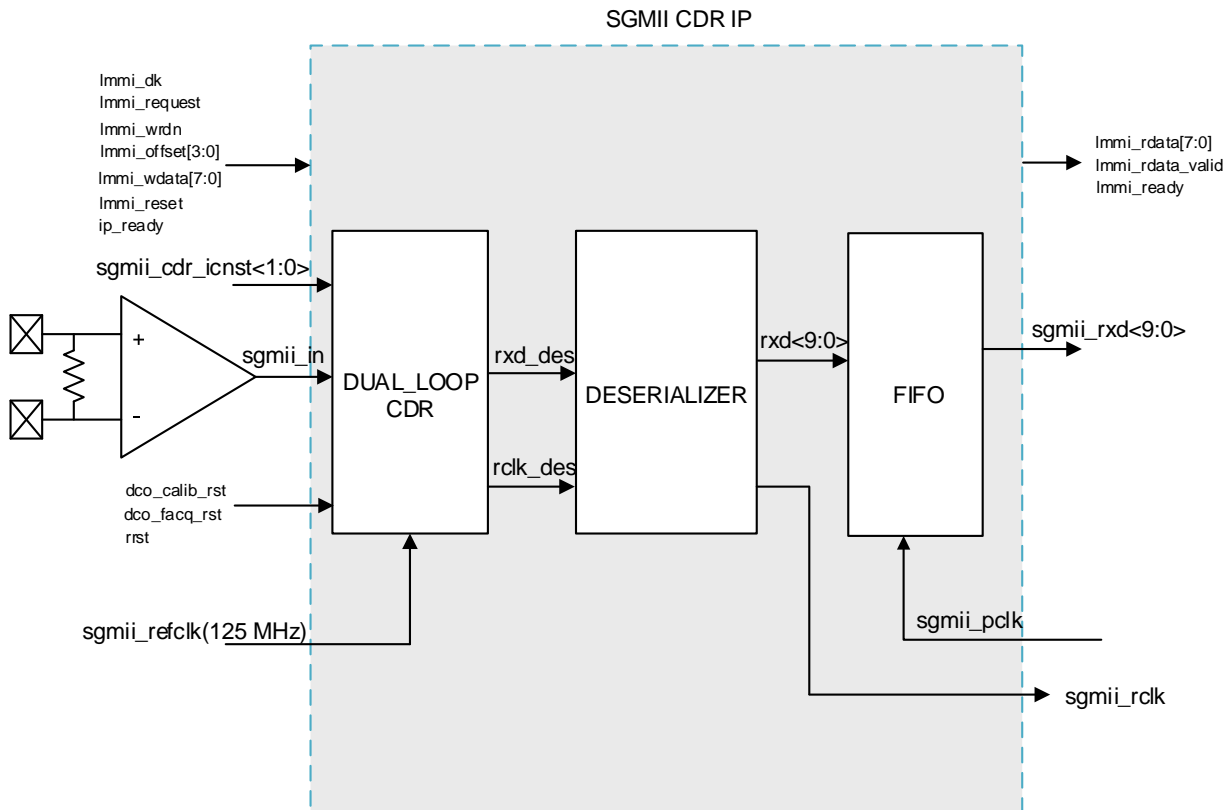 SGMII CDR IP
lmmi_clk
lmmi_request
lmmi_wrdn
lmmi_offset[3:0]
lmmi_wdata[7:0]
lmmi_reset
ip_ready
lmmi_rdata[7:0]
lmmi_rdata_valid
lmmi_ready
sgmii_cdr_icnst<1:0>
+
-
sgmii_in
DUAL_LOOP
CDR
rxd_des
rclk_des
DESERIALIZER
rxd<9:0>
FIFO
sgmii_rxd<9:0>
dco_calib_rst
dco_facq_rst
rrst
sgmii_refclk(125 MHz)
sgmii_pclk
sgmii_rclk